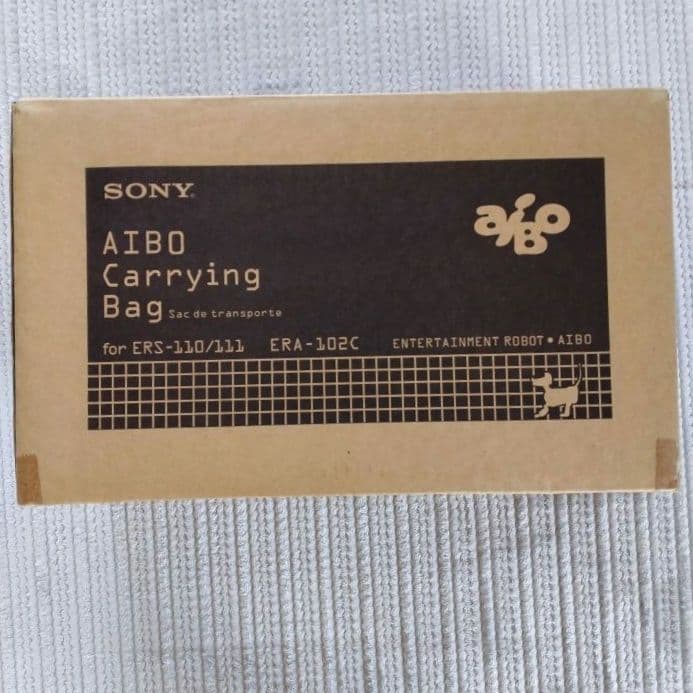 SONY
aibo
AIBO
Carrying
Bag Sac de transporte
for ERS-110/111 ERA-102C ENTERTAINMENT ROBOT • AIBO